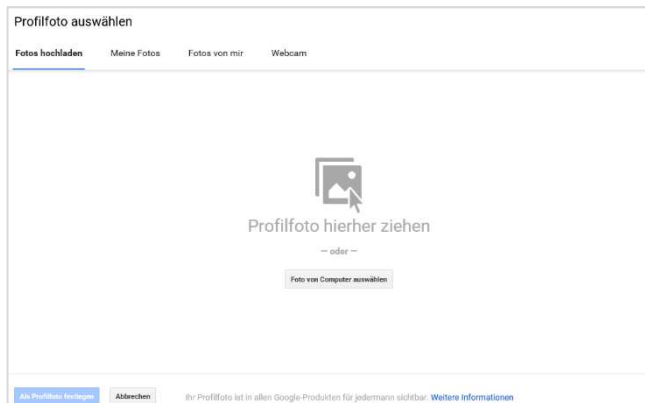 Profilfoto auswählen
Fotos hochladen Meine Fotos Fotos von mir Webcam
Profilfoto hierher ziehen
— oder —
Foto von Computer auswählen
Als Profilfoto festlegen Abbrechen Ihr Profilfoto ist in allen Google-Produkten für jedermann sichtbar. Weitere Informationen